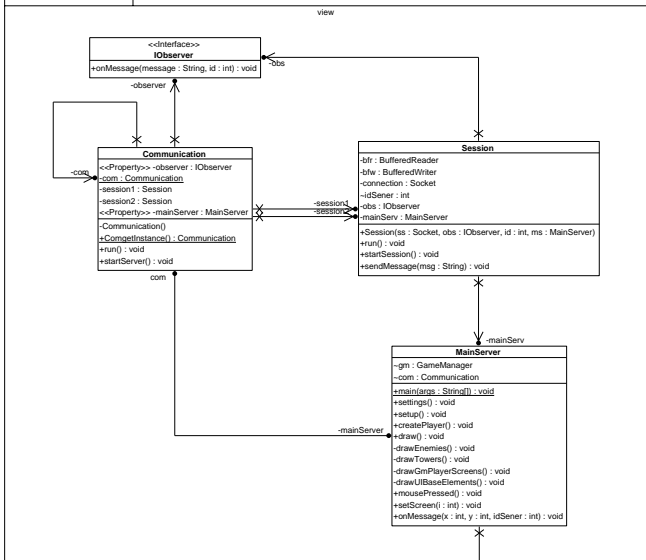 view
<<Interface>>
IObserver
+onMessage(message : String, id : int) : void
-obs
-observer
-com
Communication
<<Property>> -observer : IObserver
-com : Communication
-session1 : Session
-session2 : Session
<<Property>> -mainServer : MainServer
-Communication()
+ComgetInstance() : Communication
+run() : void
+startServer() : void
com
-session1
-session2
Session
-bfr : BufferedReader
-bfw : BufferedWriter
-connection : Socket
~idSener : int
-obs : IObserver
-mainServ : MainServer
+Session(ss : Socket, obs : IObserver, id : int, ms : MainServer)
+run() : void
+startSession() : void
+sendMessage(msg : String) : void
-mainServ
-mainServer
MainServer
~gm : GameManager
~com : Communication
+main(args : String[]) : void
+settings() : void
+setup() : void
+createPlayer() : void
+draw() : void
-drawEnemies() : void
-drawTowers() : void
-drawGmPlayerScreens() : void
-drawUIBaseElements() : void
+mousePressed() : void
+setScreen(i : int) : void
+onMessage(x : int, y : int, idSener : int) : void